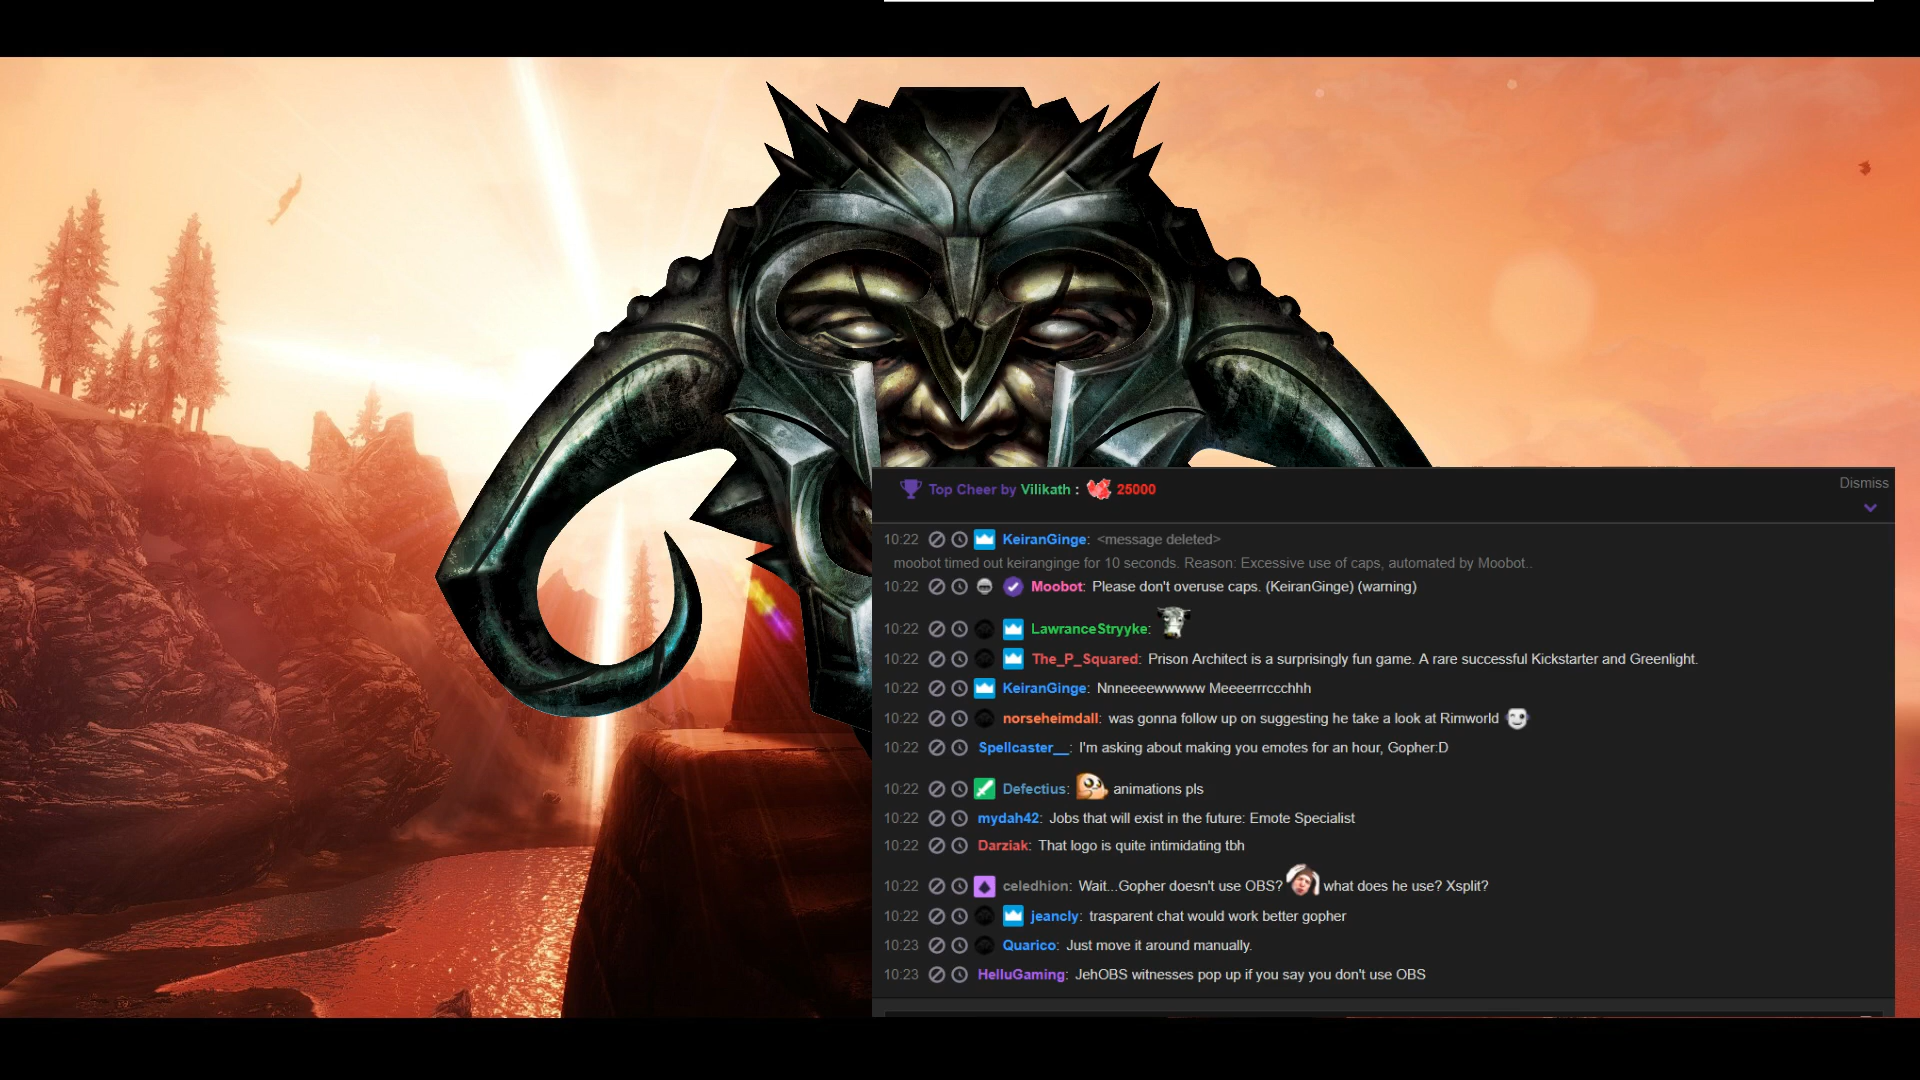 Top Cheer by Vilikath : 25000
Dismiss
10:22 KeiranGinge: <message deleted>
moobot timed out keiranginge for 10 seconds. Reason: Excessive use of caps, automated by Moobot..
10:22 Moobot: Please don't overuse caps. (KeiranGinge) (warning)
10:22 LawranceStryyke:
10:22 The_P_Squared: Prison Architect is a surprisingly fun game. A rare successful Kickstarter and Greenlight.
10:22 KeiranGinge: Nnneeeewwwww Meeeerrrccchhh
10:22 norseheimdall: was gonna follow up on suggesting he take a look at Rimworld
10:22 Spellcaster__: I'm asking about making you emotes for an hour, Gopher:D
10:22 Defectius: animations pls
10:22 mydah42: Jobs that will exist in the future: Emote Specialist
10:22 Darziak: That logo is quite intimidating tbh
10:22 celedhion: Wait...Gopher doesn't use OBS? what does he use? Xsplit?
10:22 jeancly: trasparent chat would work better gopher
10:23 Quarico: Just move it around manually.
10:23 HelluGaming: JehOBS witnesses pop up if you say you don't use OBS